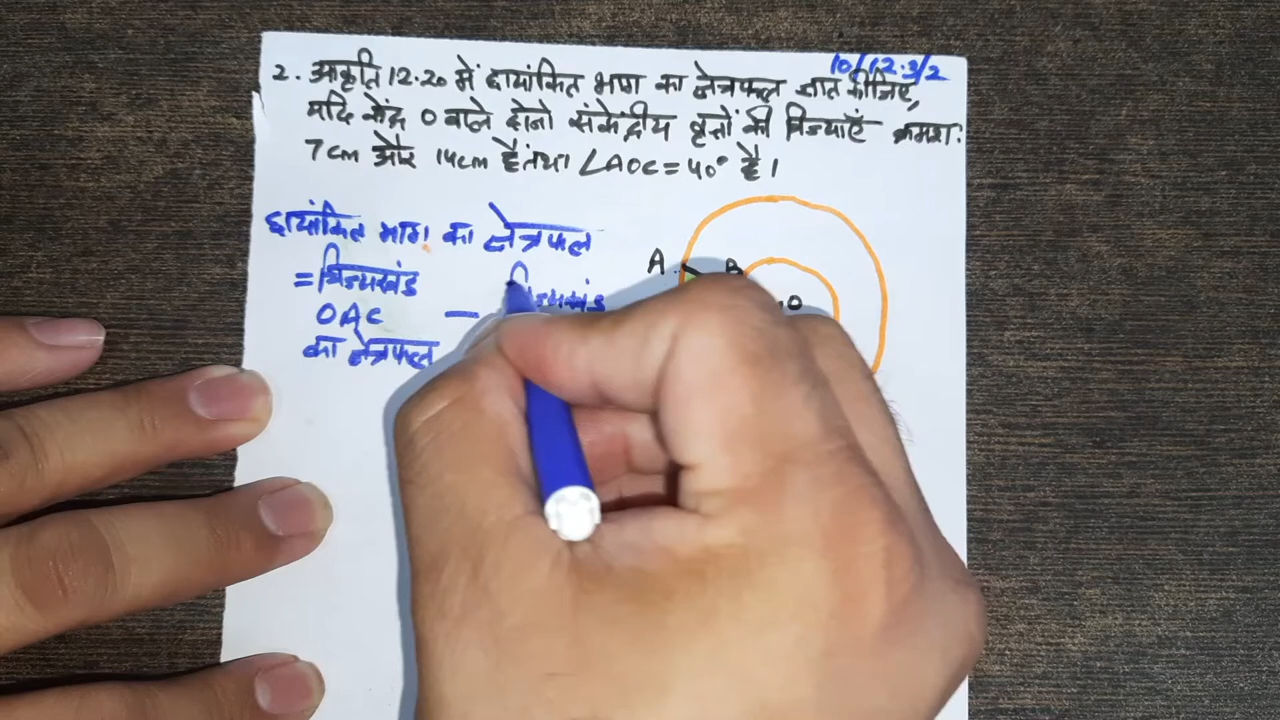 10/12.3/2
2. आकृति 12.20 में छायांकित भाग का क्षेत्रफल ज्ञात कीजिए,
यदि केंद्र O वाले दोनों संकेंद्रीय वृत्तों की त्रिज्याएँ क्रमशः
7cm और 14cm हैं तथा ∠AOC = 40° है।
छायांकित भाग का क्षेत्रफल
= त्रिज्यखंड त्रिज्यखंड
OAC —
का क्षेत्रफल
A B
O